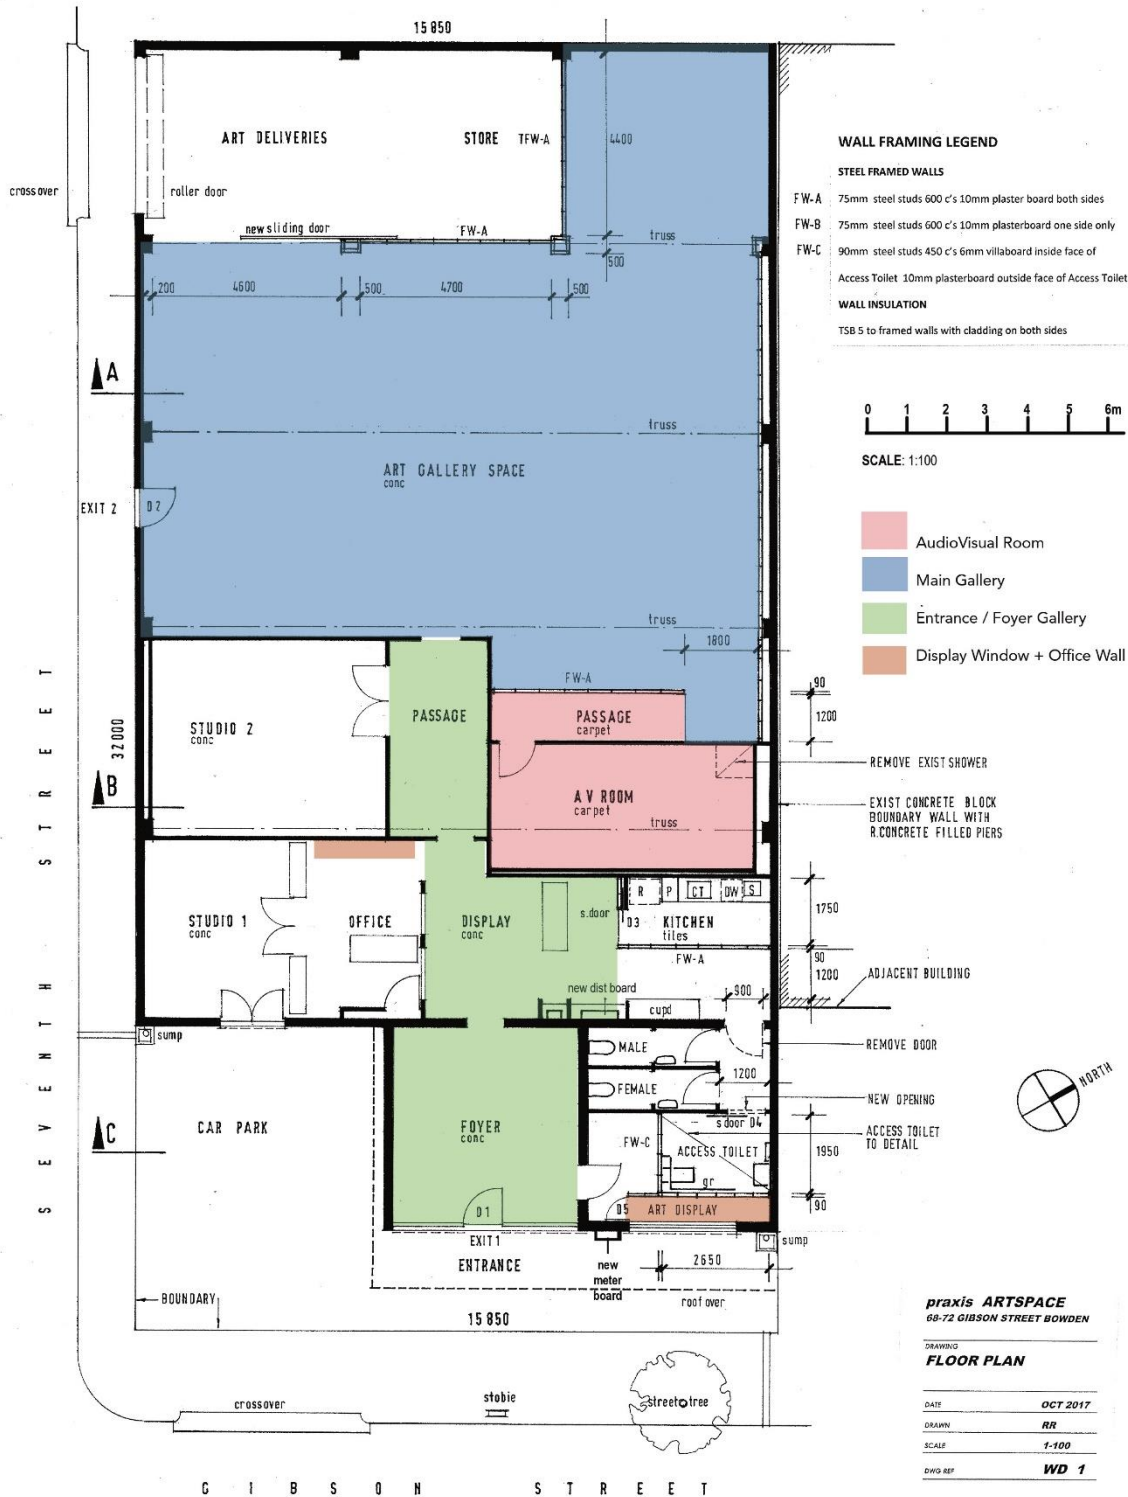 15 850
ART DELIVERIES
STORE
TFW-A
4400
crossover
roller door
new sliding door
FW-A
truss
500
200
4600
500
4700
500
A
truss
ART GALLERY SPACE
conc
EXIT 2
D2
truss
1800
FW-A
90
1200
PASSAGE
PASSAGE
carpet
STUDIO 2
conc
32 000
REMOVE EXIST SHOWER
B
A V ROOM
carpet
truss
EXIST CONCRETE BLOCK
BOUNDARY WALL WITH
R.CONCRETE FILLED PIERS
R
P
CT
DW
S
1750
STUDIO 1
conc
OFFICE
DISPLAY
conc
s.door
D3
KITCHEN
tiles
FW-A
90
1200
ADJACENT BUILDING
new dist board
900
cupd
sump
MALE
REMOVE DOOR
FEMALE
1200
NEW OPENING
NORTH
C
CAR PARK
FOYER
conc
s door D4
FW-C
ACCESS TOILET
ACCESS TOILET
TO DETAIL
1950
gr
D1
D5
ART DISPLAY
90
EXIT 1
sump
ENTRANCE
new
meter
board
2650
roof over
BOUNDARY
15 850
crossover
stobie
street tree
SEVENTH STREET
GIBSON STREET
WALL FRAMING LEGEND
STEEL FRAMED WALLS
FW-A 75mm steel studs 600 c's 10mm plaster board both sides
FW-B 75mm steel studs 600 c's 10mm plasterboard one side only
FW-C 90mm steel studs 450 c's 6mm villaboard inside face of
Access Toilet 10mm plasterboard outside face of Access Toilet
WALL INSULATION
TSB 5 to framed walls with cladding on both sides
0 1 2 3 4 5 6m
SCALE: 1:100
AudioVisual Room
Main Gallery
Entrance / Foyer Gallery
Display Window + Office Wall
praxis ARTSPACE
68-72 GIBSON STREET BOWDEN
DRAWING
FLOOR PLAN
DATE OCT 2017
DRAWN RR
SCALE 1-100
DWG REF WD 1